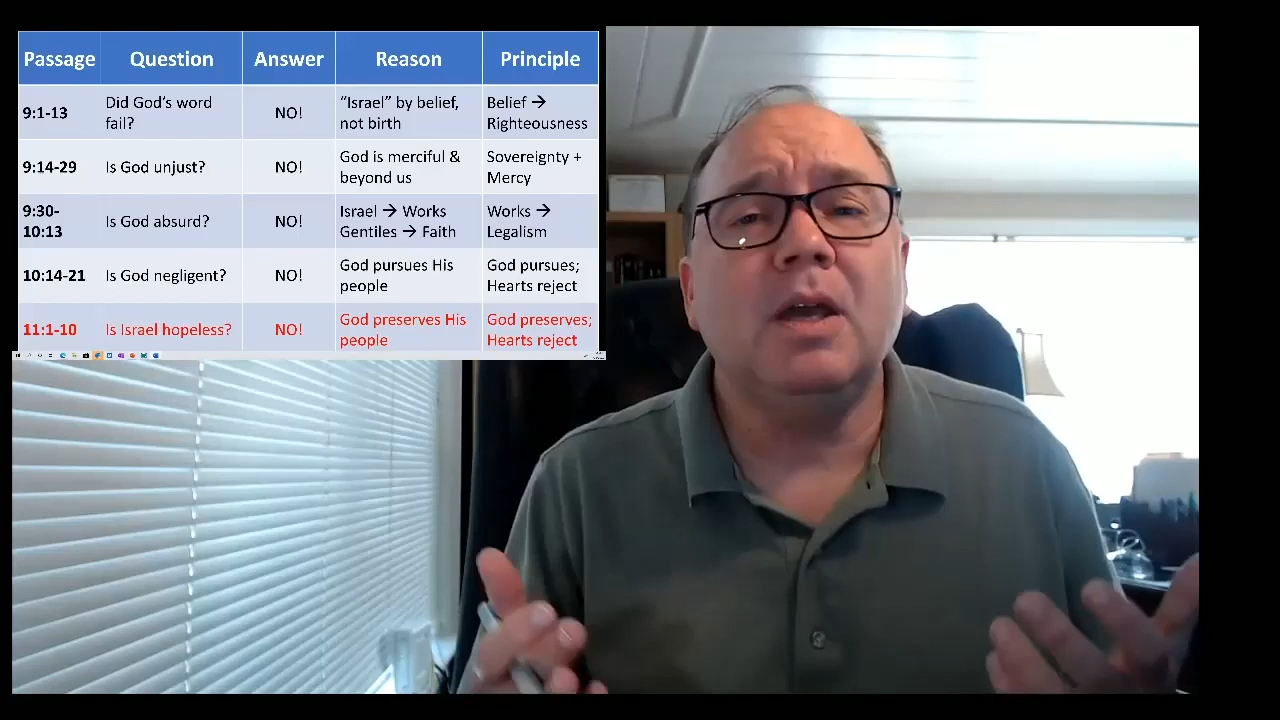 Passage Question Answer Reason Principle
9:1-13 Did God's word fail? NO! “Israel” by belief, not birth Belief → Righteousness
9:14-29 Is God unjust? NO! God is merciful & beyond us Sovereignty + Mercy
9:30-10:13 Is God absurd? NO! Israel → Works Gentiles → Faith Works → Legalism
10:14-21 Is God negligent? NO! God pursues His people God pursues; Hearts reject
11:1-10 Is Israel hopeless? NO! God preserves His people God preserves; Hearts reject